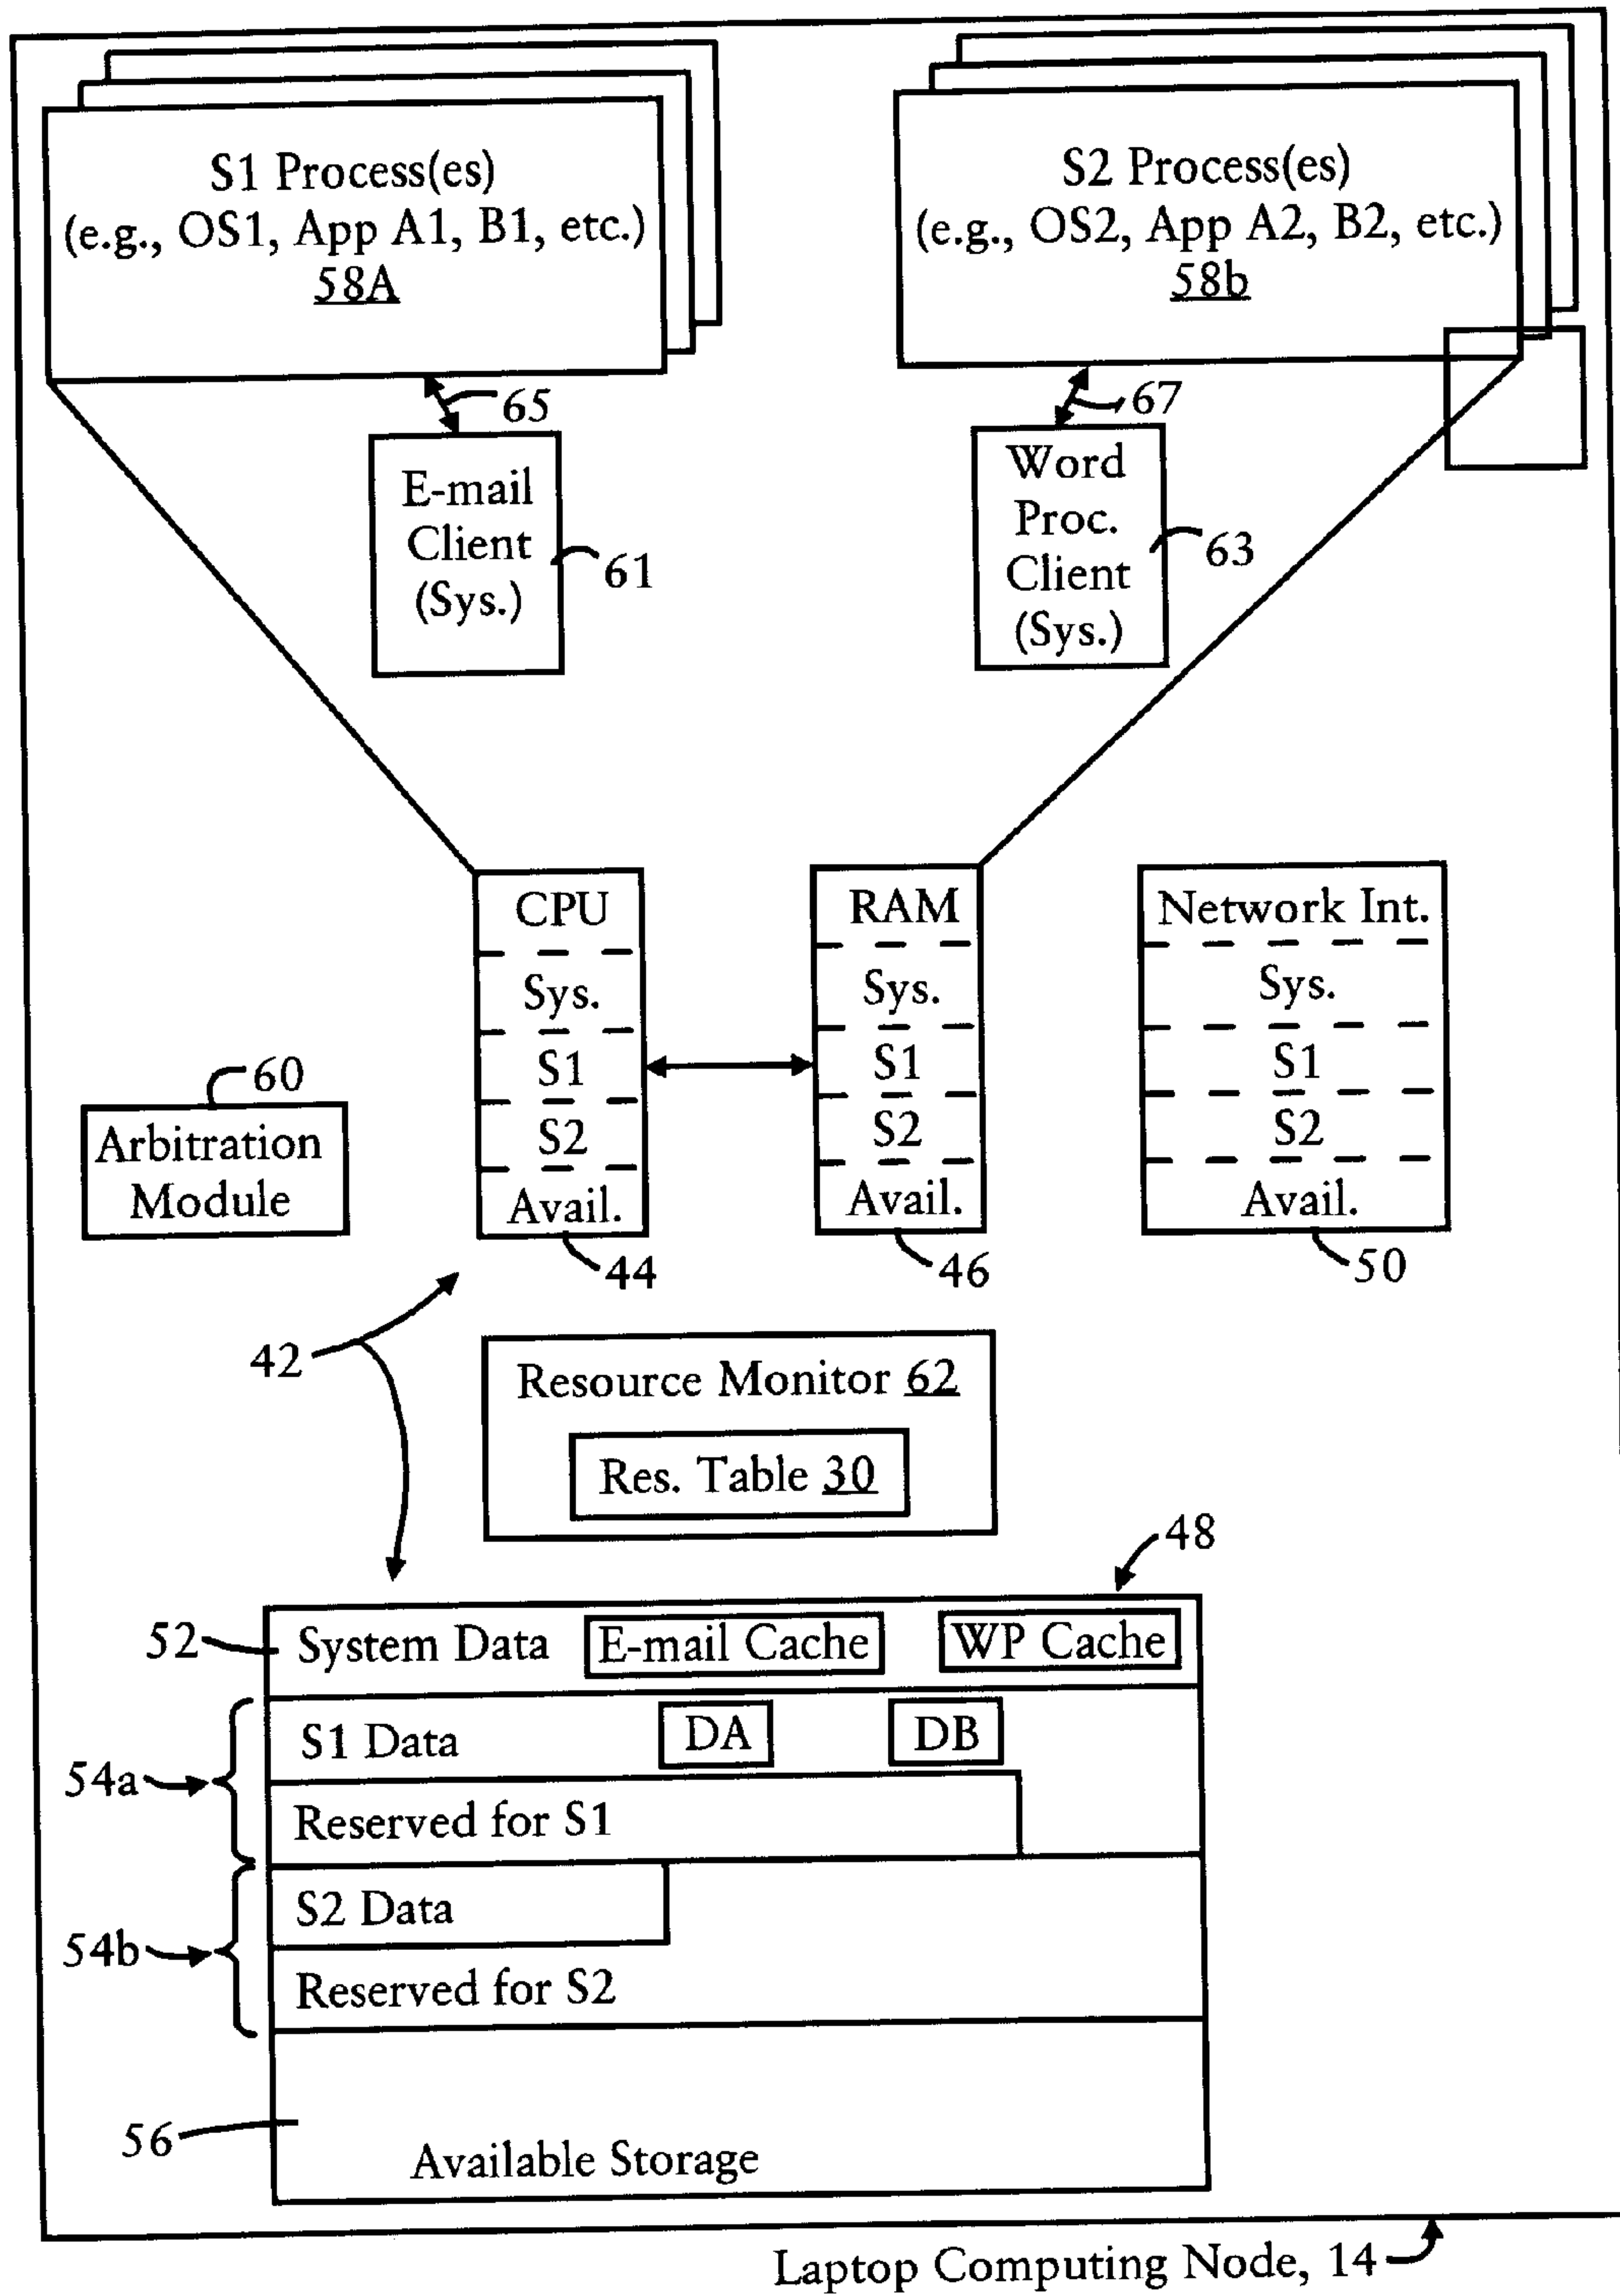 S1 Process(es)
(e.g., OS1, App A1, B1, etc.)
58A
S2 Process(es)
(e.g., OS2, App A2, B2, etc.)
58b
65
67
E-mail
Client
(Sys.)
61
Word
Proc.
Client
(Sys.)
63
CPU
Sys.
S1
S2
Avail.
44
RAM
Sys.
S1
S2
Avail.
46
Network Int.
Sys.
S1
S2
Avail.
50
60
Arbitration
Module
42
Resource Monitor 62
Res. Table 30
48
52
System Data
E-mail Cache
WP Cache
54a
S1 Data
DA
DB
Reserved for S1
54b
S2 Data
Reserved for S2
56
Available Storage
Laptop Computing Node, 14